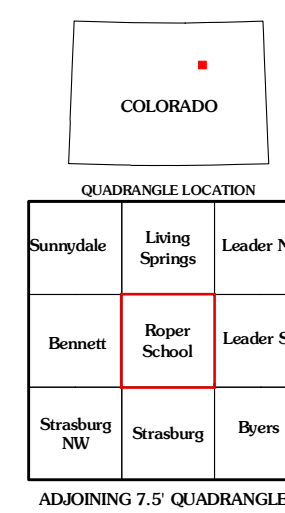 COLORADO
QUADRANGLE LOCATION
Sunnydale
Living
Springs
Leader N
Bennett
Roper
School
Leader S
Strasburg
NW
Strasburg
Byers
ADJOINING 7.5' QUADRANGLE